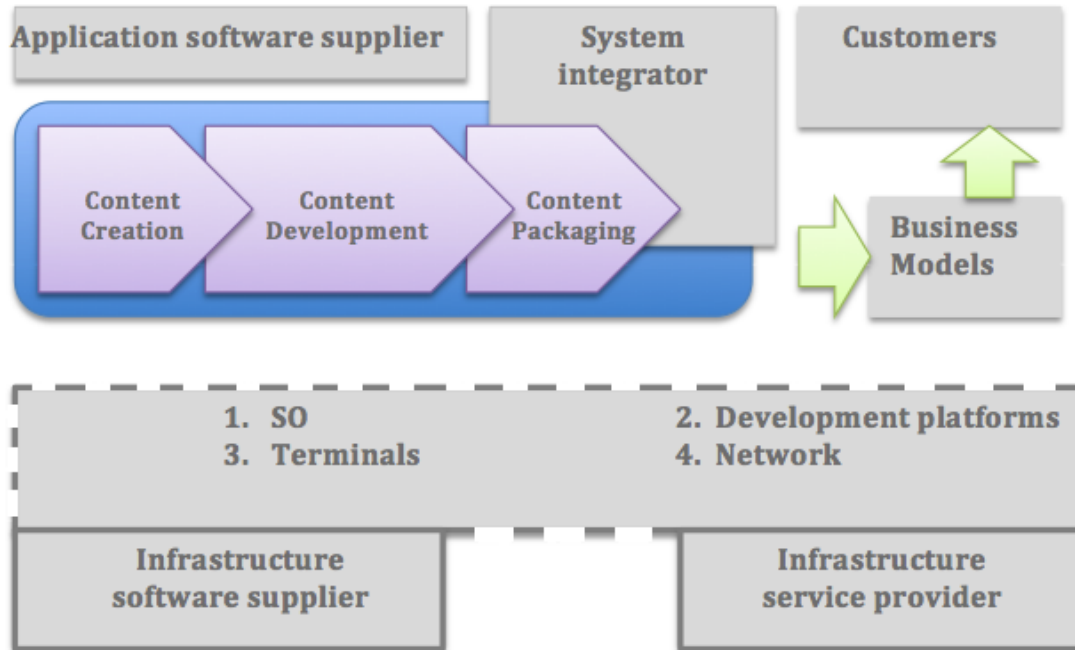 Application software supplier
System
integrator
Customers
Content
Creation
Content
Development
Content
Packaging
Business
Models
1. SO
2. Development platforms
3. Terminals
4. Network
Infrastructure
software supplier
Infrastructure
service provider